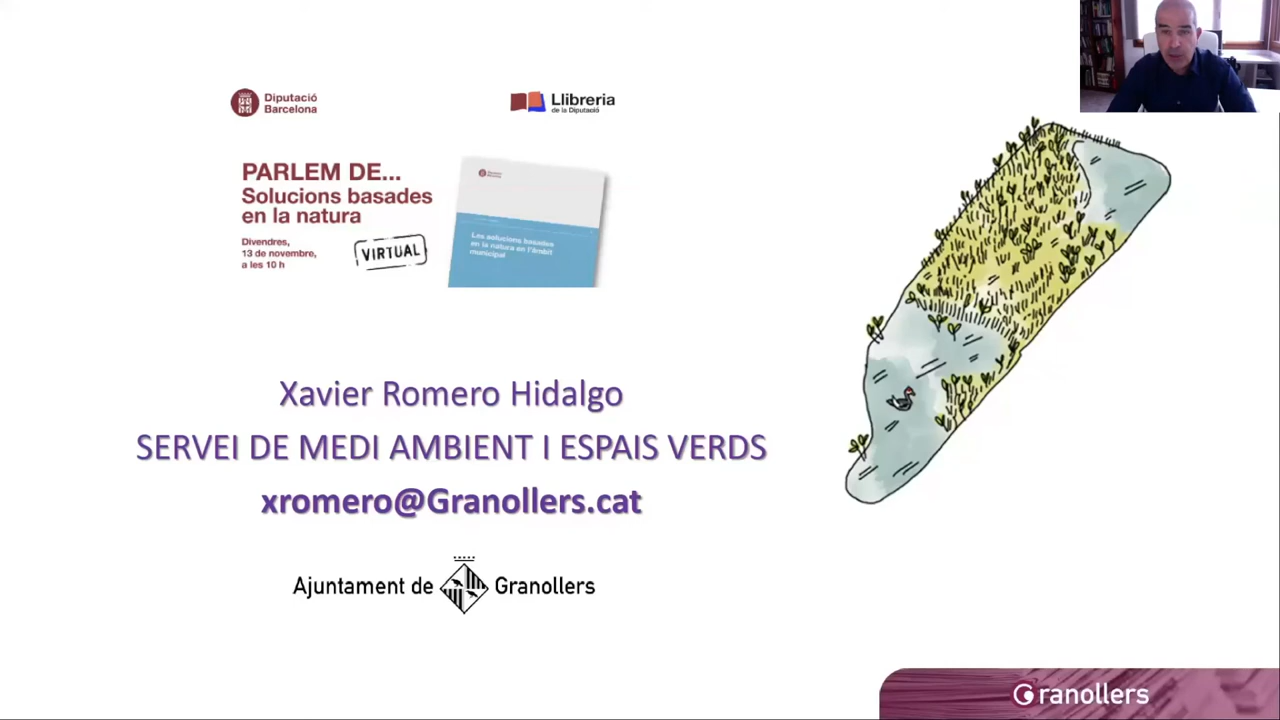 Diputació
Barcelona
Llibreria
de la Diputació
PARLEM DE...
Solucions basades
en la natura
Divendres,
13 de novembre,
a les 10 h
VIRTUAL
Les solucions basades
en la natura en l'àmbit
municipal
Xavier Romero Hidalgo
SERVEI DE MEDI AMBIENT I ESPAIS VERDS
xromero@Granollers.cat
Ajuntament de Granollers
Granollers